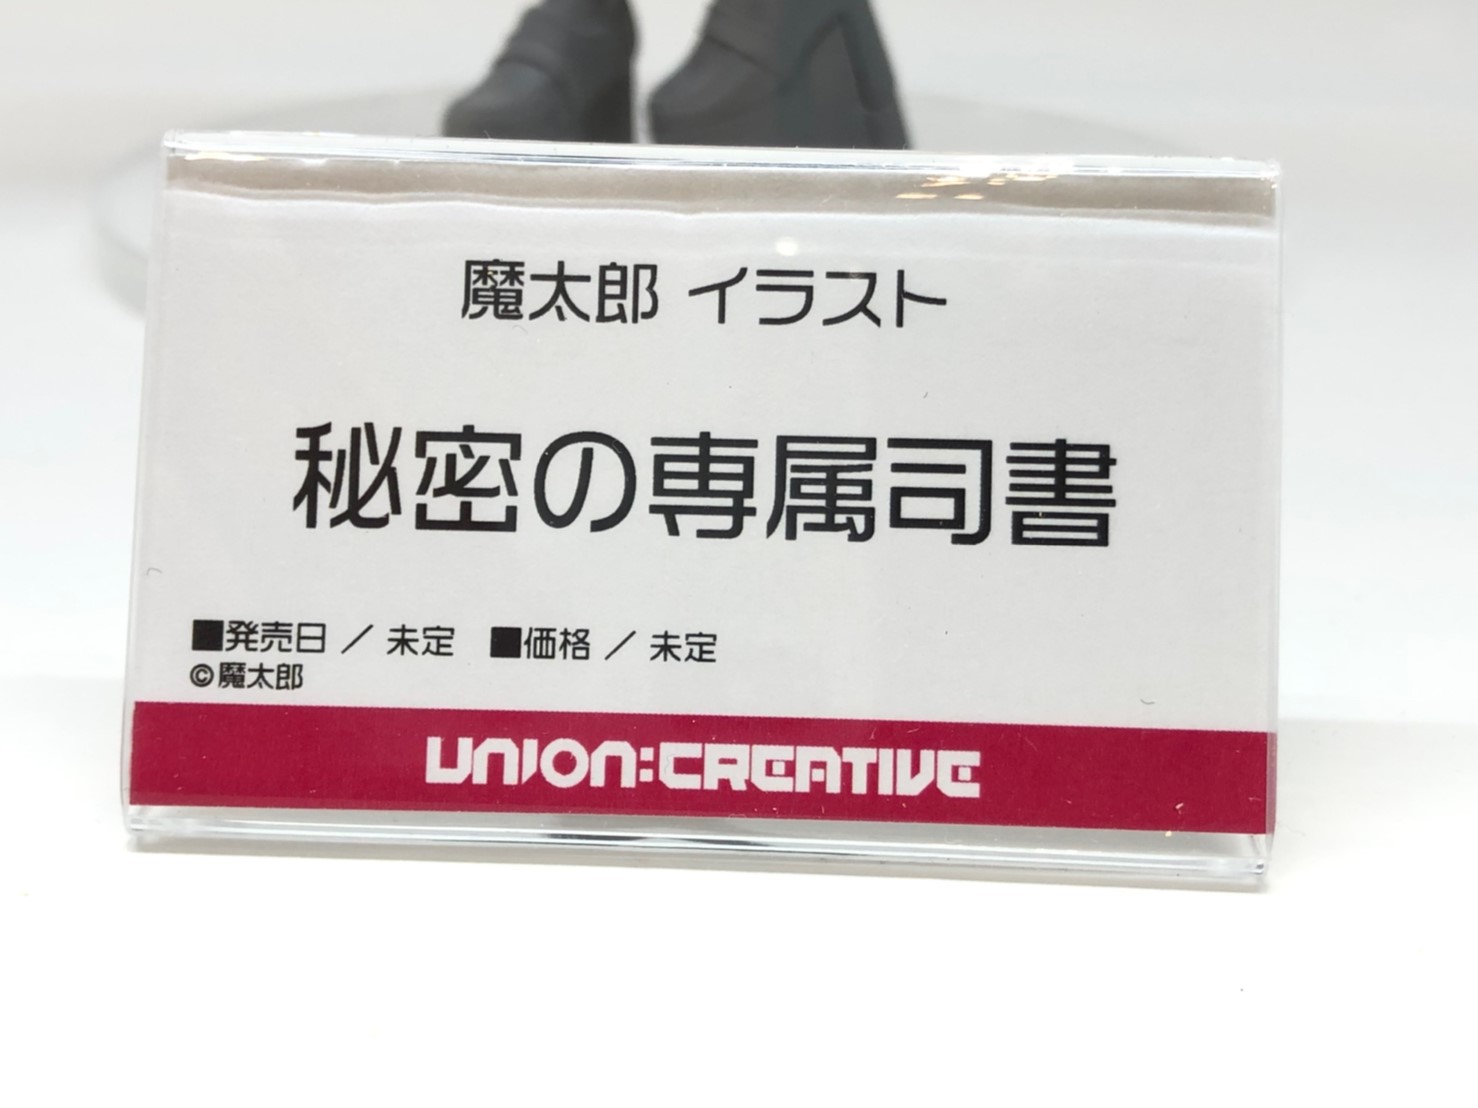 魔太郎 イラスト
秘密の専属司書
■発売日 ／ 未定 ■価格 ／ 未定
©魔太郎
UNION:CREATIVE